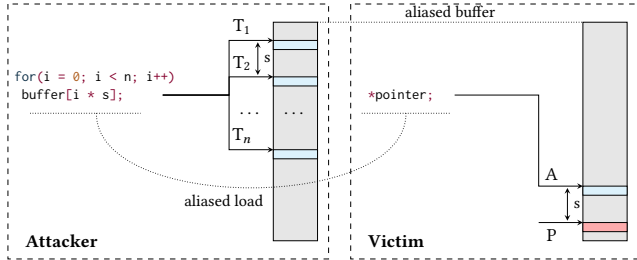 aliased buffer
T1
s
T2
for(i = 0; i < n; i++)
buffer[i * s];
*pointer;
... ...
Tn
A
aliased load
s
P
Attacker
Victim